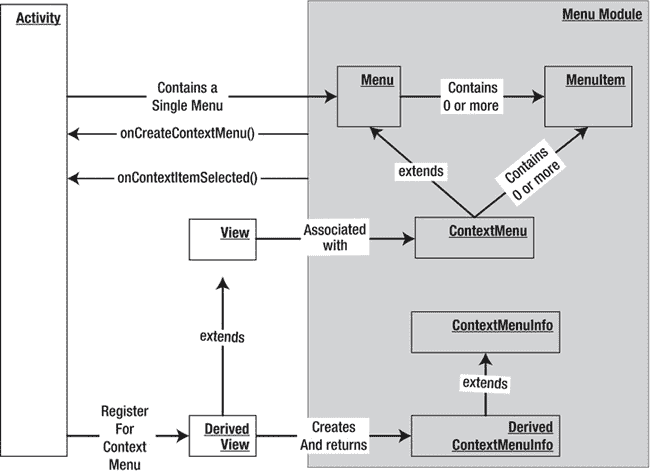 Activity
Menu Module
Contains a
Single Menu
Menu
Contains
0 or more
MenuItem
onCreateContextMenu()
extends
Contains
0 or more
onContextItemSelected()
View
Associated
with
ContextMenu
extends
ContextMenuInfo
extends
Register
For
Context
Menu
Derived
View
Creates
And returns
Derived
ContextMenuInfo